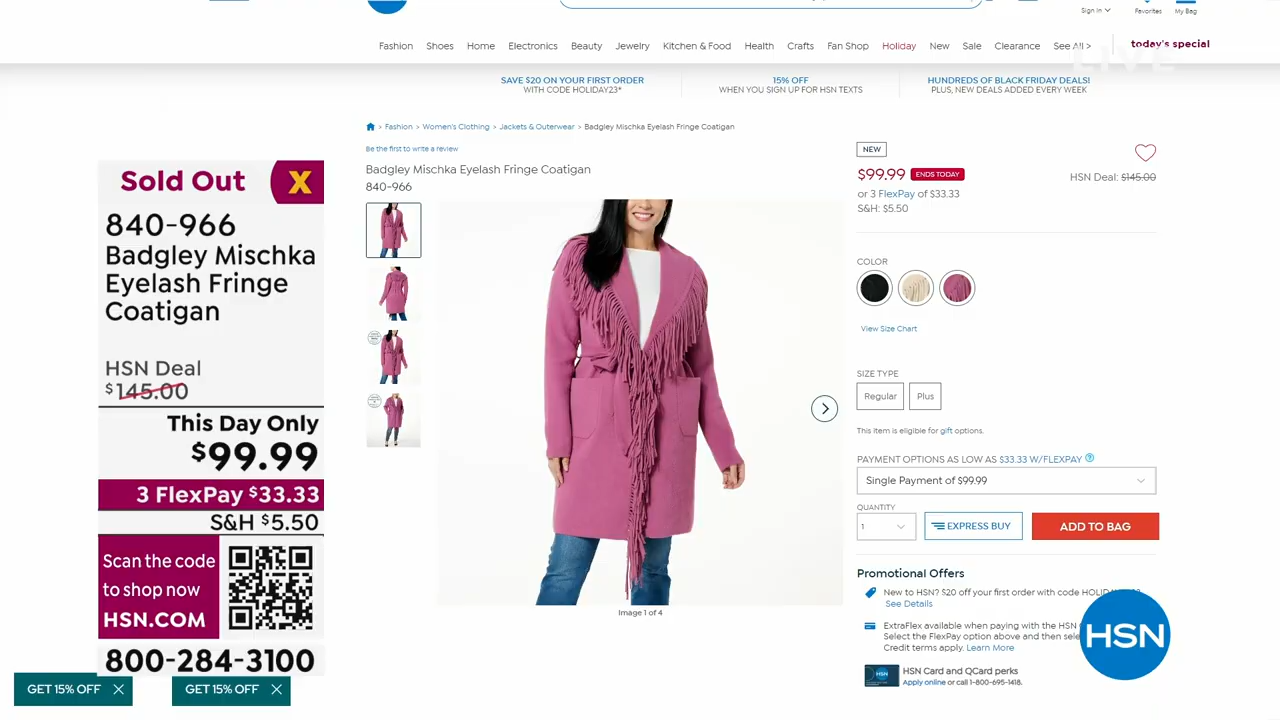 Sign In
Favorites
My Bag
Fashion Shoes Home Electronics Beauty Jewelry Kitchen & Food Health Crafts Fan Shop Holiday New Sale Clearance See All >
today's special
LIVE
SAVE $20 ON YOUR FIRST ORDER
WITH CODE HOLIDAY23*
15% OFF
WHEN YOU SIGN UP FOR HSN TEXTS
HUNDREDS OF BLACK FRIDAY DEALS!
PLUS, NEW DEALS ADDED EVERY WEEK
> Fashion > Women's Clothing > Jackets & Outerwear > Badgley Mischka Eyelash Fringe Coatigan
Be the first to write a review
Badgley Mischka Eyelash Fringe Coatigan
840-966
Image 1 of 4
NEW
$99.99 ENDS TODAY
HSN Deal: $145.00
or 3 FlexPay of $33.33
S&H: $5.50
COLOR
View Size Chart
SIZE TYPE
Regular Plus
This item is eligible for gift options.
PAYMENT OPTIONS AS LOW AS $33.33 W/FLEXPAY ?
Single Payment of $99.99
QUANTITY
1
EXPRESS BUY
ADD TO BAG
Promotional Offers
New to HSN? $20 off your first order with code
See Details
ExtraFlex available when paying with the HSN
Select the FlexPay option above and then
Credit terms apply. Learn More
HSN Card and QCard perks
Apply online or call 1-800-695-1418.
HSN
Sold Out X
840-966
Badgley Mischka
Eyelash Fringe
Coatigan
HSN Deal
$145.00
This Day Only
$99.99
3 FlexPay $33.33
S&H $5.50
Scan the code
to shop now
HSN.COM
800-284-3100
GET 15% OFF
GET 15% OFF